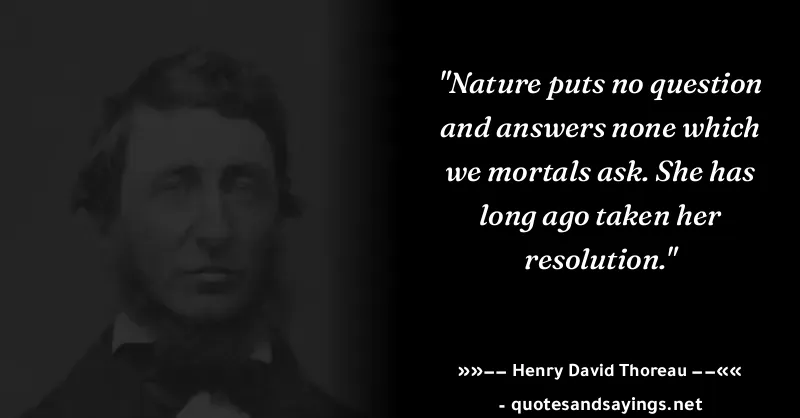 "Nature puts no question
and answers none which
we mortals ask. She has
long ago taken her
resolution."
»»−− Henry David Thoreau −−««
- quotesandsayings.net